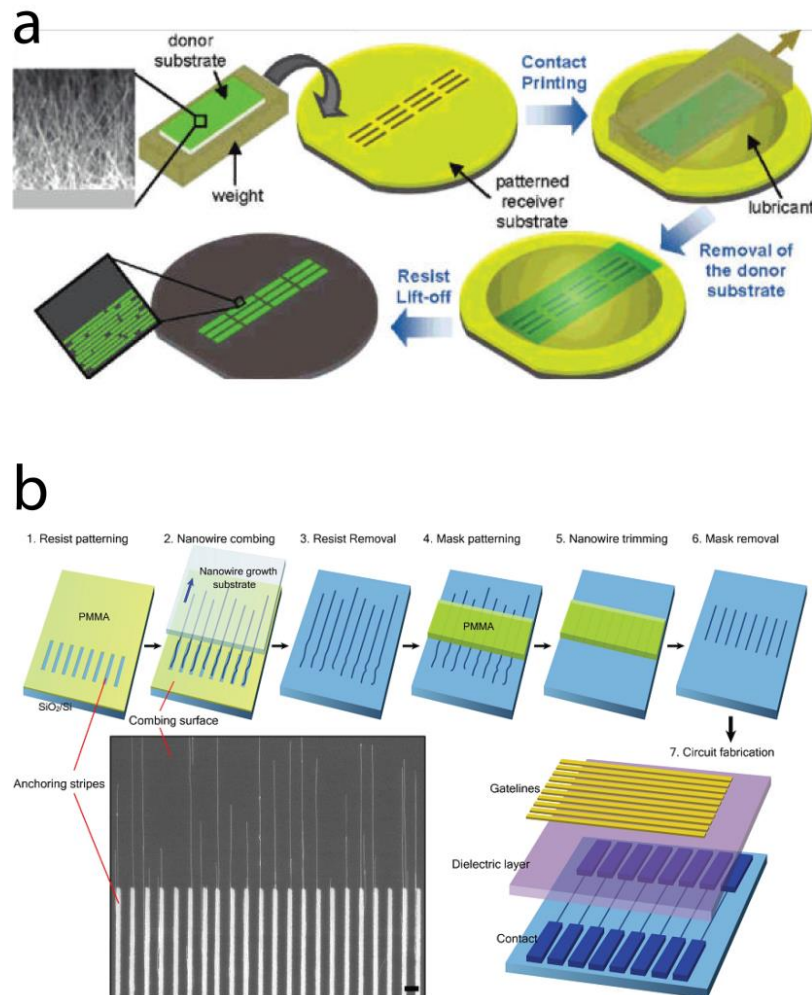 a
donor
substrate
weight
Contact
Printing
patterned
receiver
substrate
lubricant
Removal of
the donor
substrate
Resist
Lift-off
b
1. Resist patterning
2. Nanowire combing
3. Resist Removal
4. Mask patterning
5. Nanowire trimming
6. Mask removal
Nanowire growth
substrate
PMMA
PMMA
SiO₂/Si
Combing surface
Anchoring stripes
7. Circuit fabrication
Gatelines
Dielectric layer
Contact